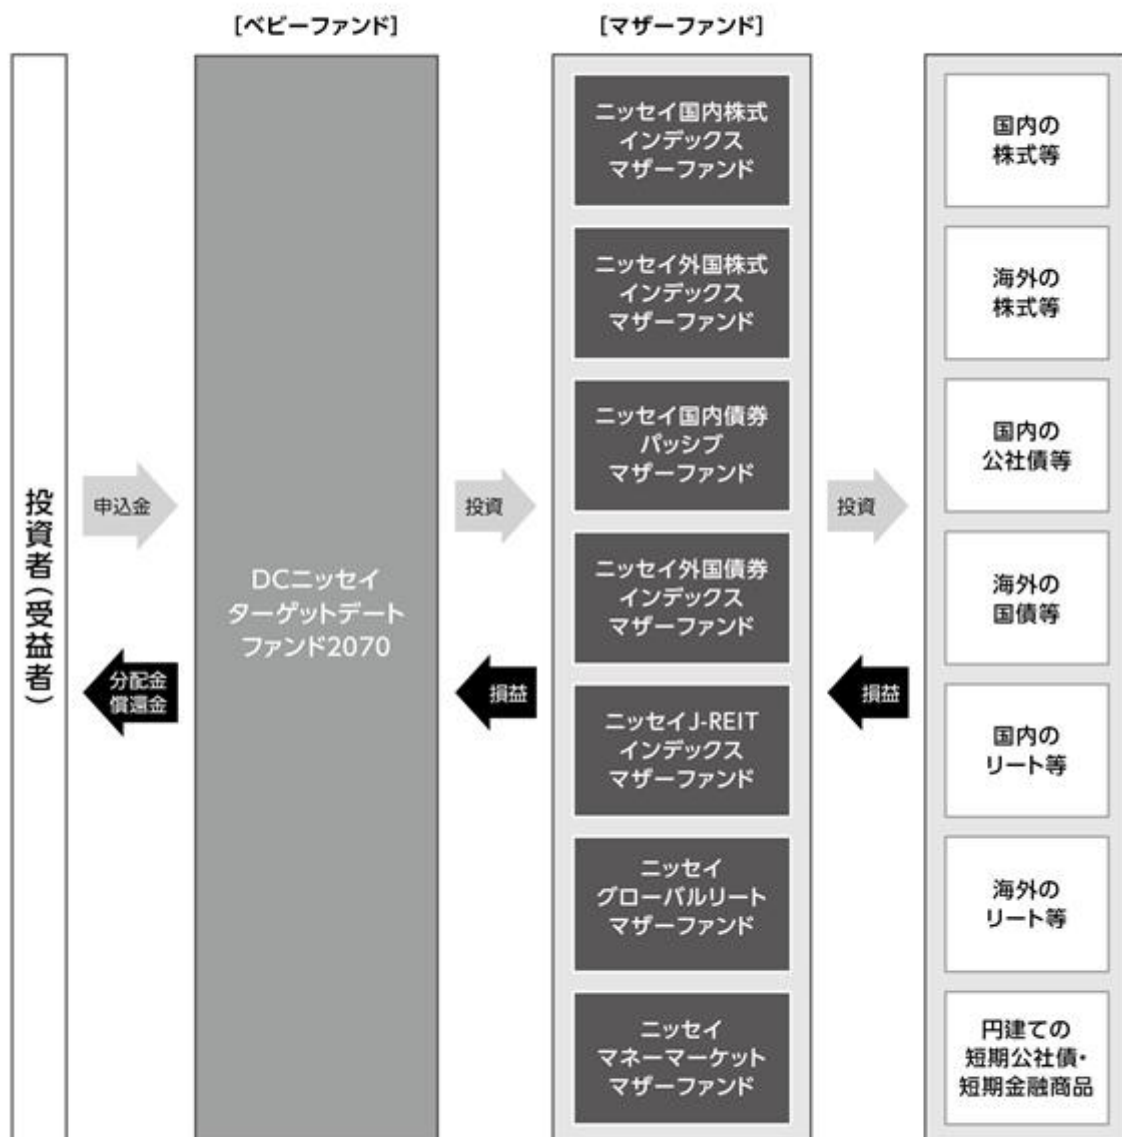 [ベビーファンド]
[マザーファンド]
投資者(受益者)
申込金
分配金
償還金
DCニッセイ
ターゲットデート
ファンド2070
投資
損益
ニッセイ国内株式
インデックス
マザーファンド
ニッセイ外国株式
インデックス
マザーファンド
ニッセイ国内債券
パッシブ
マザーファンド
ニッセイ外国債券
インデックス
マザーファンド
ニッセイJ-REIT
インデックス
マザーファンド
ニッセイ
グローバルリート
マザーファンド
ニッセイ
マネーマーケット
マザーファンド
投資
損益
国内の
株式等
海外の
株式等
国内の
公社債等
海外の
国債等
国内の
リート等
海外の
リート等
円建ての
短期公社債・
短期金融商品